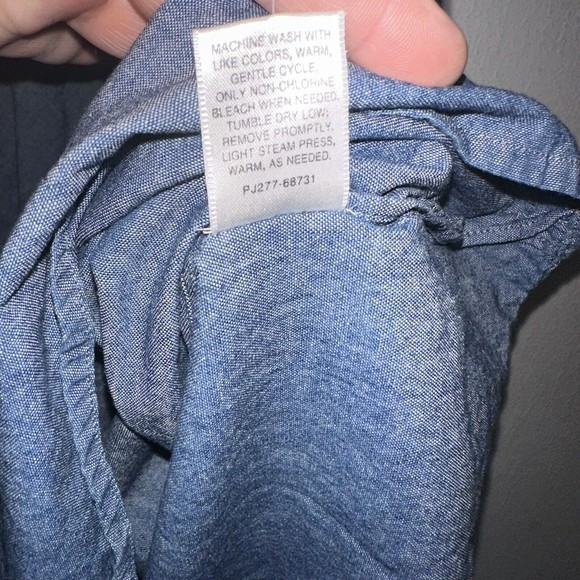 MACHINE WASH WITH
LIKE COLORS, WARM,
GENTLE CYCLE,
ONLY NON-CHLORINE
BLEACH WHEN NEEDED.
TUMBLE DRY LOW;
REMOVE PROMPTLY.
LIGHT STEAM PRESS,
WARM, AS NEEDED.
PJ277-68731